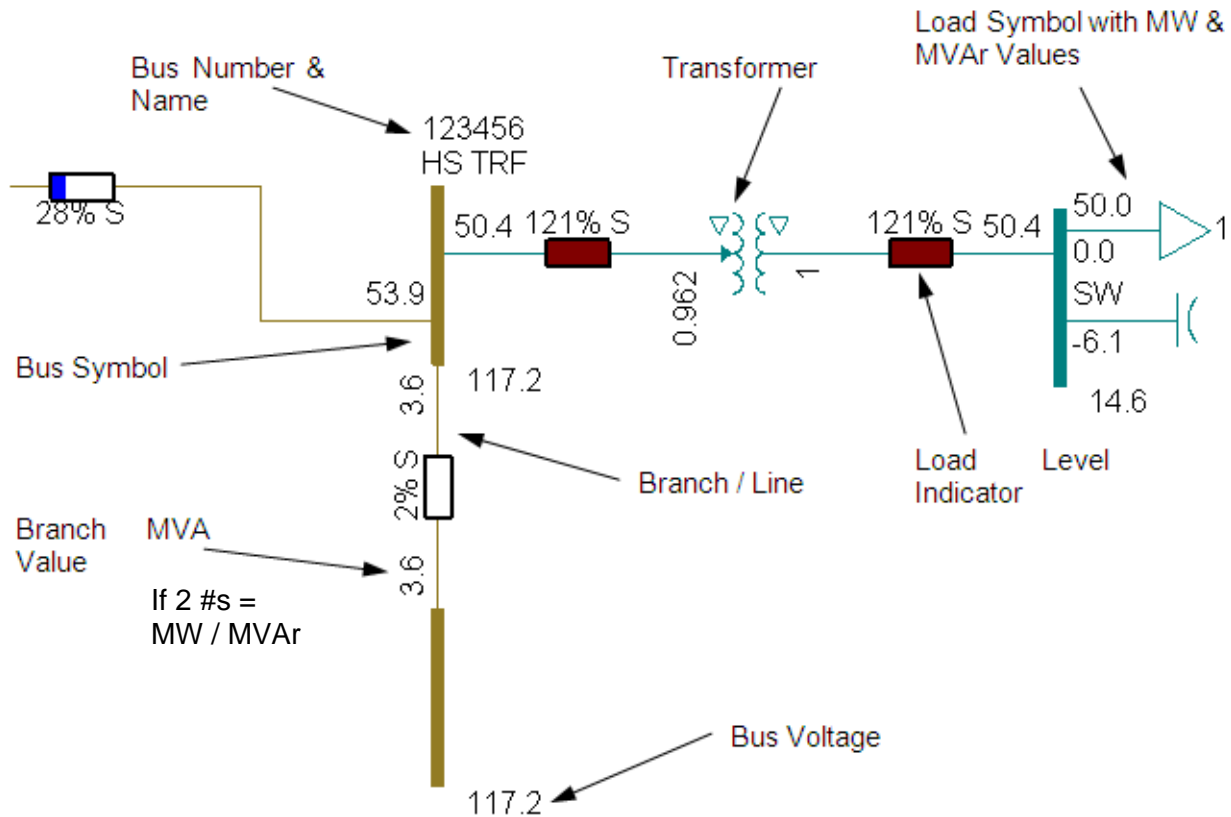 Load Symbol with MW &
MVAr Values
Bus Number &
Name
Transformer
123456
HS TRF
28% S
50.4
121% S
121% S
50.4
50.0
1
0.0
53.9
0.962
1
SW
-6.1
Bus Symbol
3.6
117.2
14.6
2% S
Branch / Line
Load Level
Indicator
Branch MVA
Value
3.6
If 2 #s =
MW / MVAr
Bus Voltage
117.2